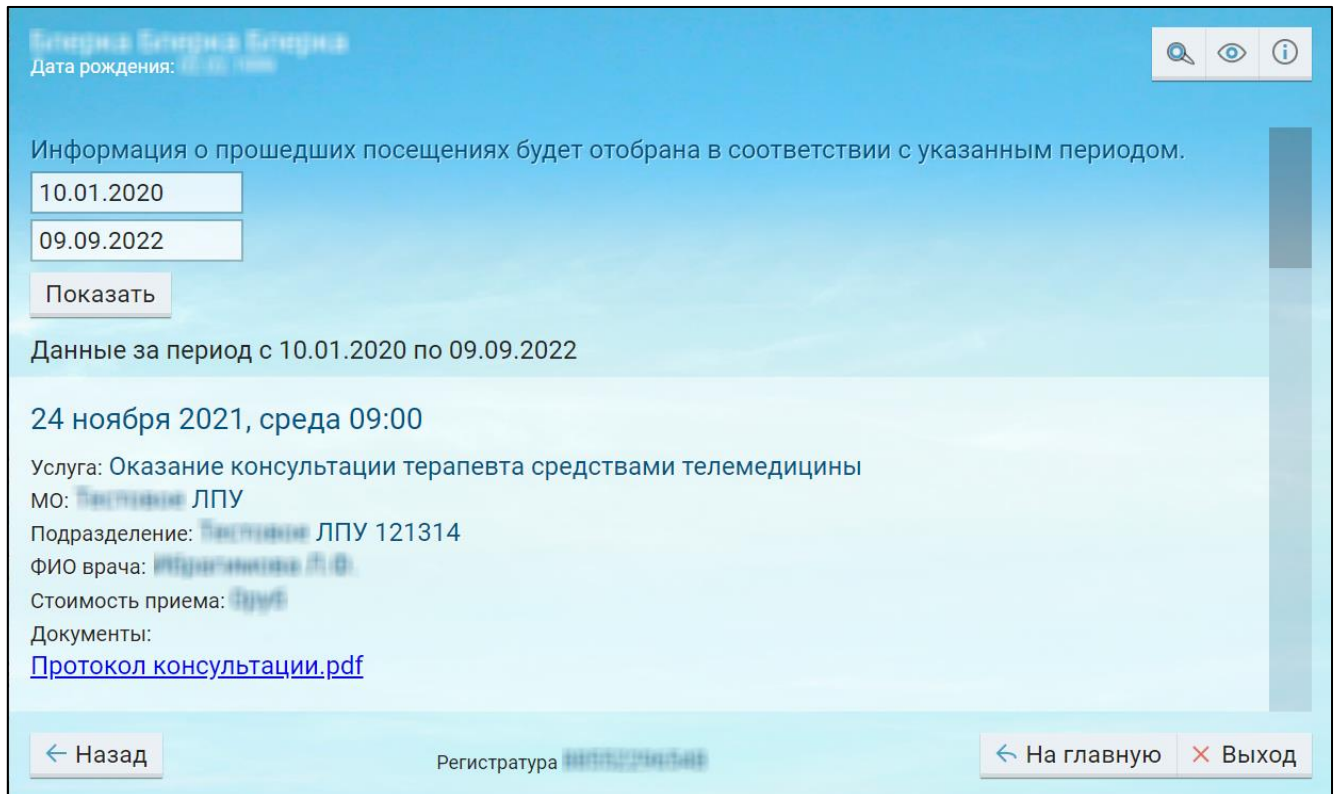 Дата рождения:
Информация о прошедших посещениях будет отобрана в соответствии с указанным периодом.
10.01.2020
09.09.2022
Показать
Данные за период с 10.01.2020 по 09.09.2022
24 ноября 2021, среда 09:00
Услуга: Оказание консультации терапевта средствами телемедицины
МО: ЛПУ
Подразделение: ЛПУ 121314
ФИО врача:
Стоимость приема:
Документы:
Протокол консультации.pdf
Назад
Регистратура
На главную
Выход